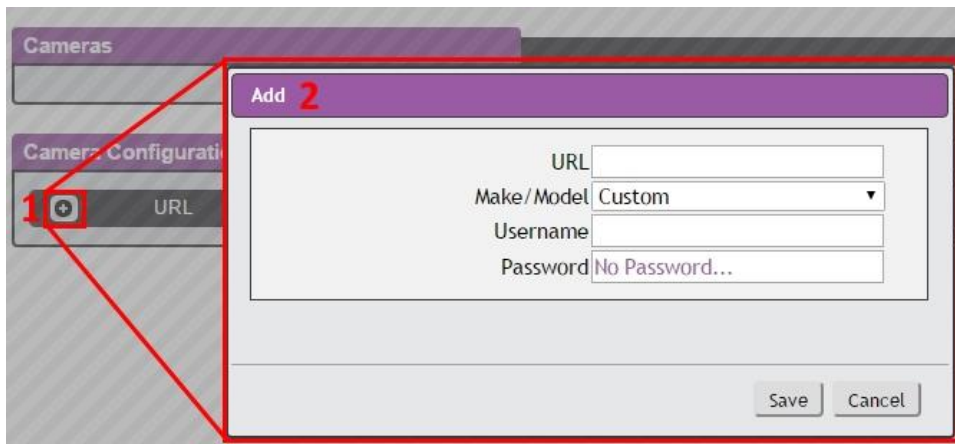 Cameras
Add 2
Camera Configurati
URL
Make/Model Custom
Username
Password No Password...
1 URL
Save Cancel